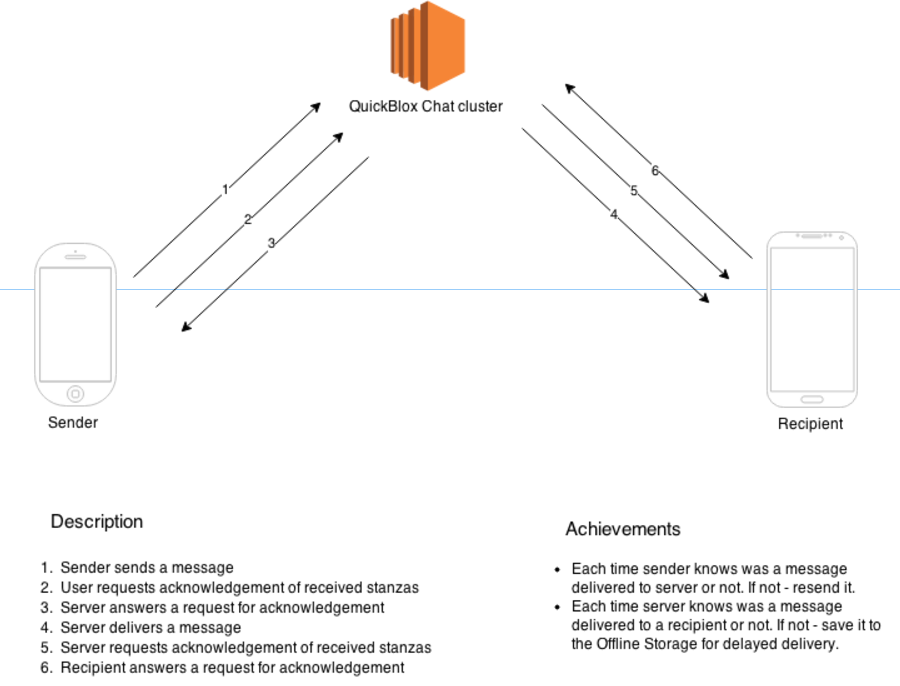 QuickBlox Chat cluster
1
2
3
6
5
4
Sender
Recipient
Description
1. Sender sends a message
2. User requests acknowledgement of received stanzas
3. Server answers a request for acknowledgement
4. Server delivers a message
5. Server requests acknowledgement of received stanzas
6. Recipient answers a request for acknowledgement
Achievements
• Each time sender knows was a message
delivered to server or not. If not - resend it.
• Each time server knows was a message
delivered to a recipient or not. If not - save it to
the Offline Storage for delayed delivery.